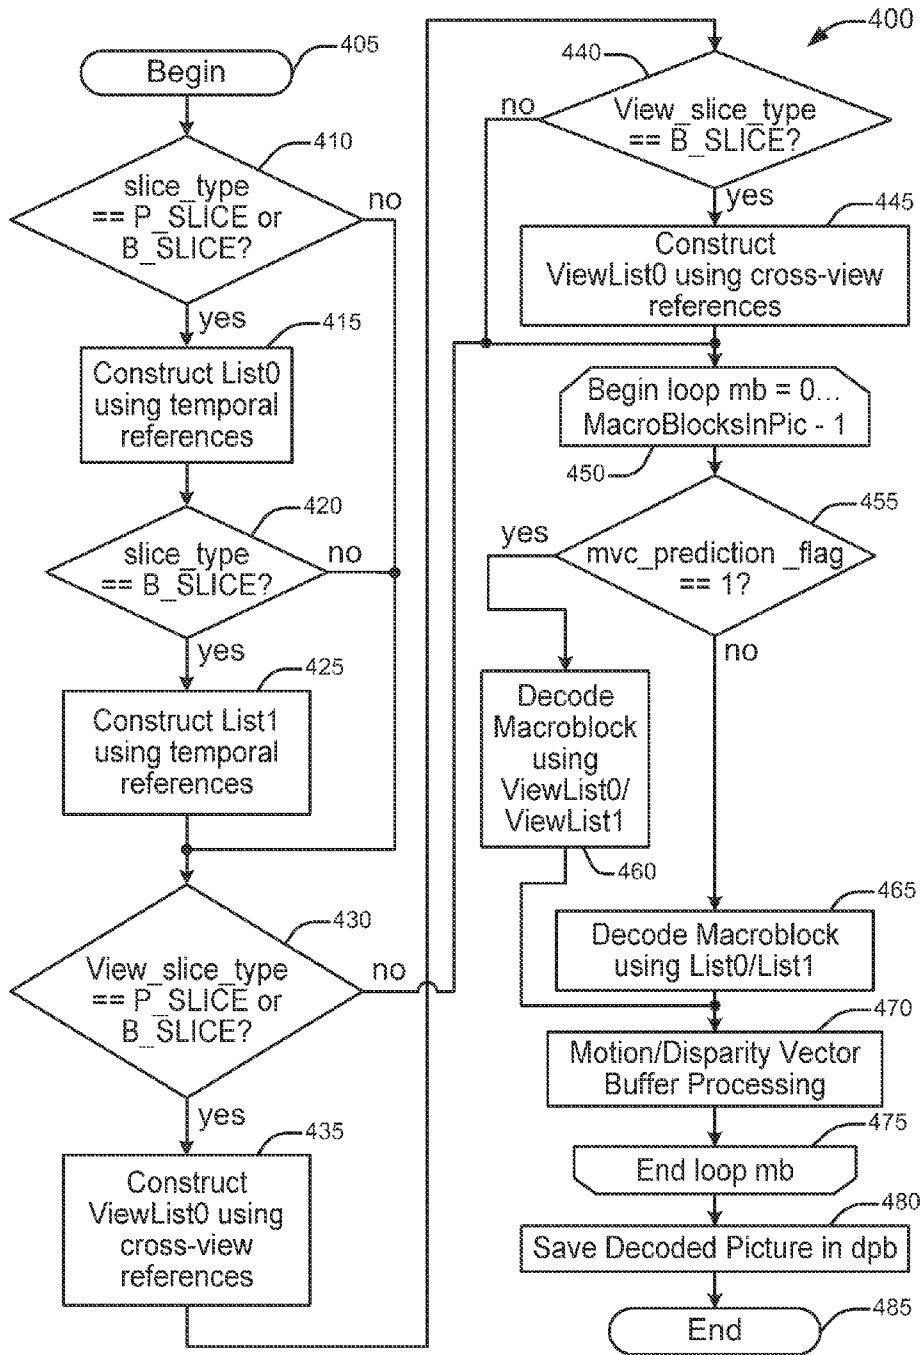 400
Begin
405
slice_type
== P_SLICE or
B_SLICE?
410
no
yes
Construct List0
using temporal
references
415
slice_type
== B_SLICE?
420
no
yes
Construct List1
using temporal
references
425
View_slice_type
== P_SLICE or
B_SLICE?
430
no
yes
Construct
ViewList0 using
cross-view
references
435
View_slice_type
== B_SLICE?
440
no
yes
Construct
ViewList0 using cross-view
references
445
Begin loop mb = 0...
MacroBlocksInPic - 1
450
mvc_prediction _flag
== 1?
455
yes
no
Decode
Macroblock
using
ViewList0/
ViewList1
460
Decode Macroblock
using List0/List1
465
Motion/Disparity Vector
Buffer Processing
470
End loop mb
475
Save Decoded Picture in dpb
480
End
485